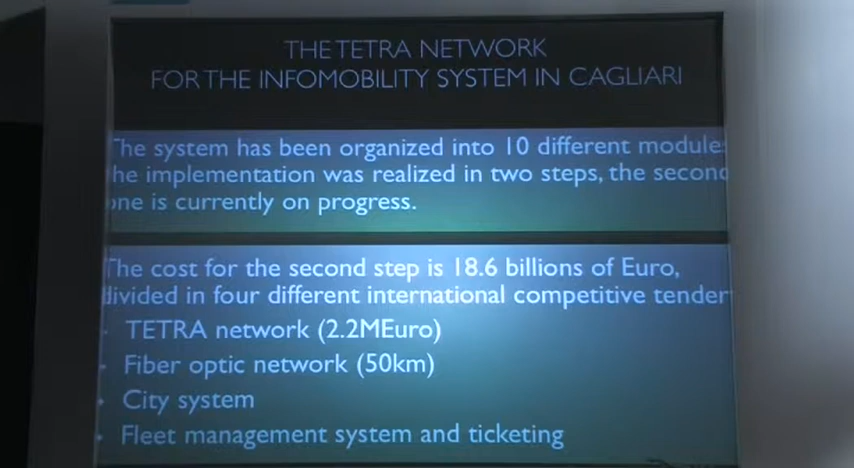 THE TETRA NETWORK
FOR THE INFOMOBILITY SYSTEM IN CAGLIARI
The system has been organized into 10 different modules
the implementation was realized in two steps, the second
one is currently on progress.
The cost for the second step is 18.6 billions of Euro,
divided in four different international competitive tender
- TETRA network (2.2MEuro)
- Fiber optic network (50km)
- City system
- Fleet management system and ticketing